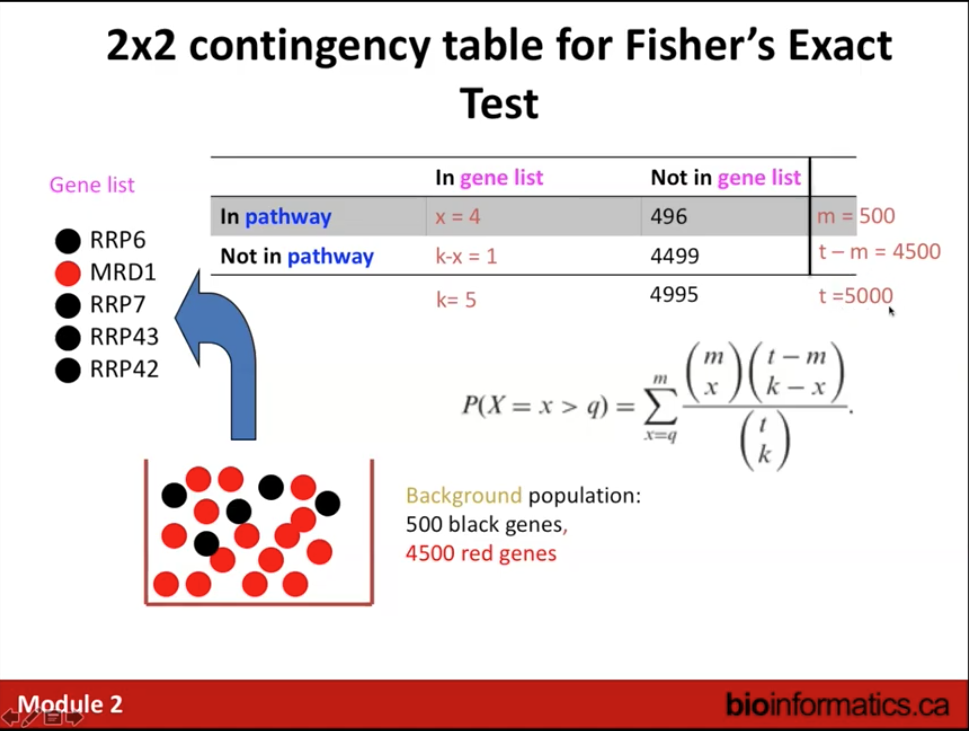 2x2 contingency table for Fisher’s Exact
Test
Gene list
RRP6
MRD1
RRP7
RRP43
RRP42
In gene list Not in gene list
In pathway x = 4 496 m = 500
Not in pathway k-x = 1 4499 t – m = 4500
k= 5 4995 t =5000
P(X = x > q) = ∑_{x=q}^{m} \frac{\binom{m}{x}\binom{t − m}{k − x}}{\binom{t}{k}}.
Background population:
500 black genes,
4500 red genes
Module 2
bioinformatics.ca